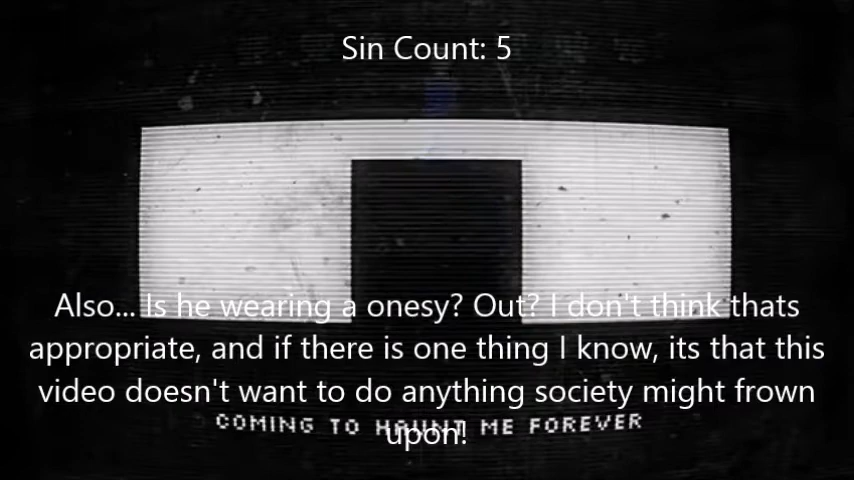 Sin Count: 5
Also... Is he wearing a onesy? Out? I don't think thats
appropriate, and if there is one thing I know, its that this
video doesn't want to do anything society might frown
upon!
COMING TO HAUNT ME FOREVER